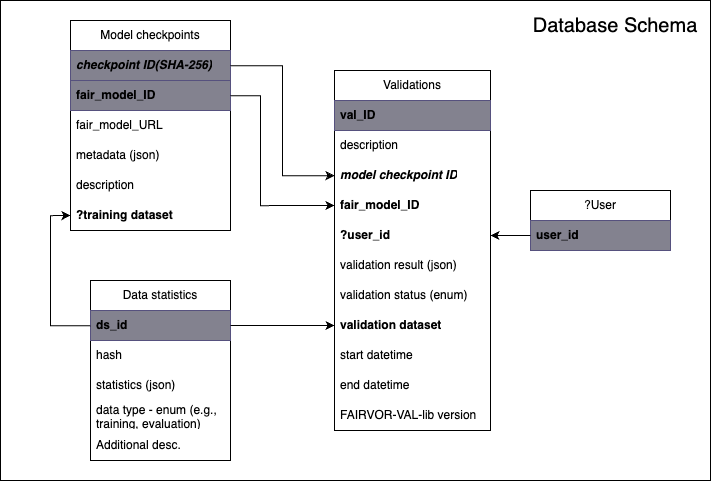 Database Schema
Model checkpoints
checkpoint ID(SHA-256)
fair_model_ID
fair_model_URL
metadata (json)
description
?training dataset
Validations
val_ID
description
model checkpoint ID
fair_model_ID
?user_id
validation result (json)
validation status (enum)
validation dataset
start datetime
end datetime
FAIRVOR-VAL-lib version
?User
user_id
Data statistics
ds_id
hash
statistics (json)
data type - enum (e.g.,
training, evaluation)
Additional desc.